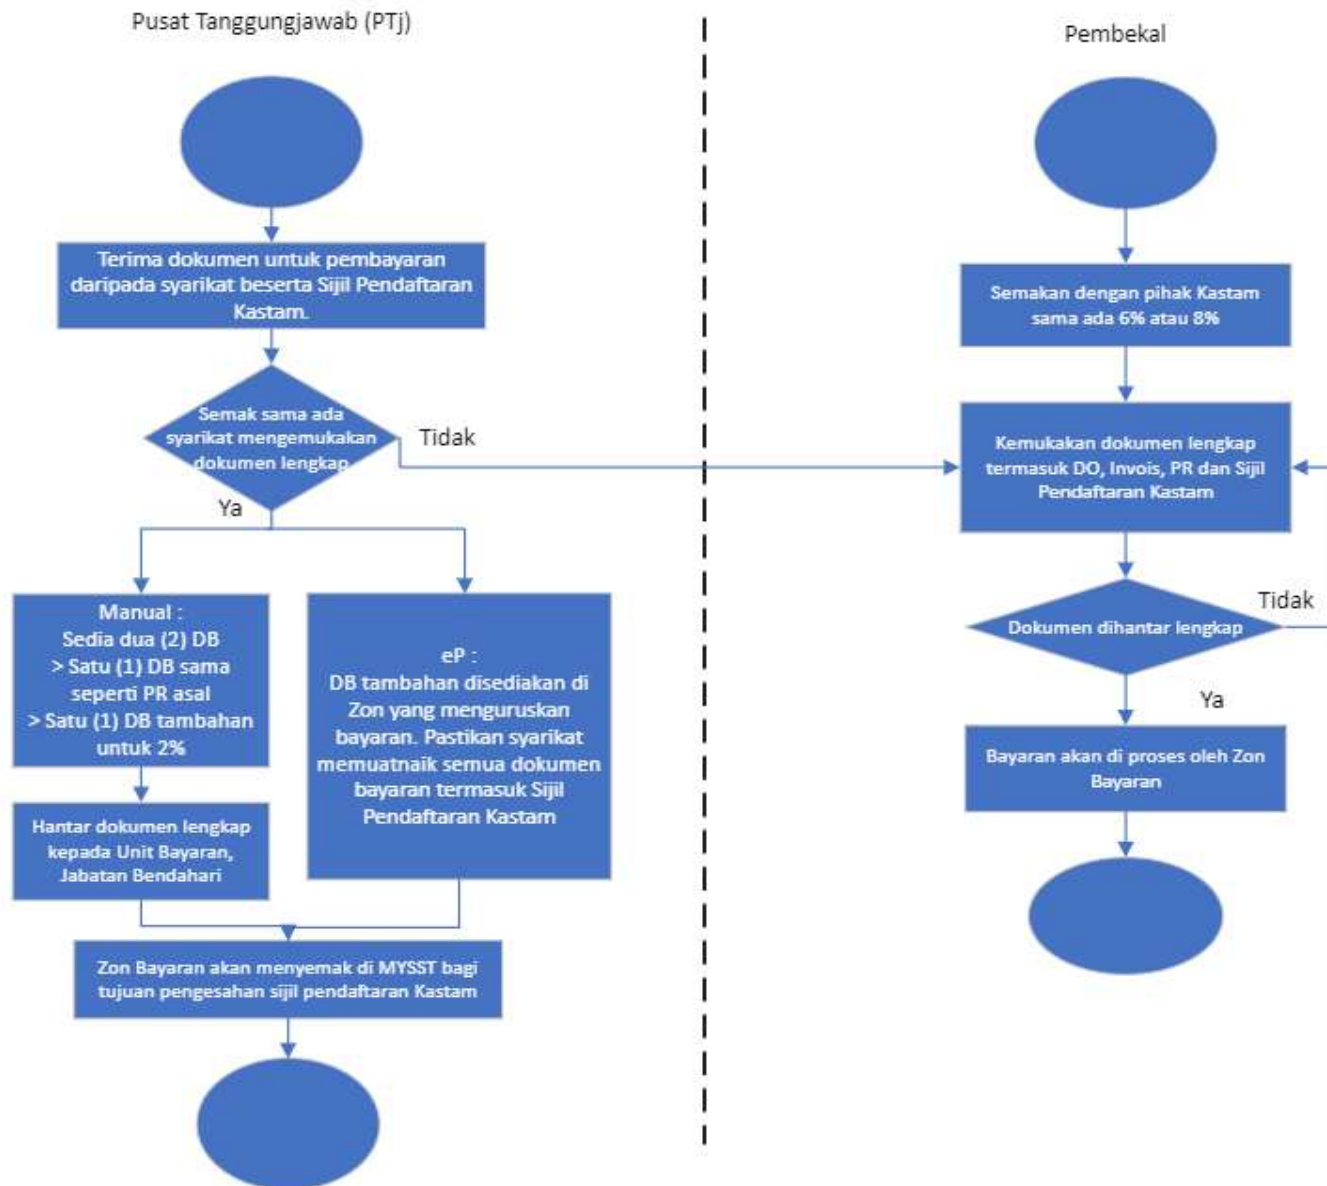 Pusat Tanggungjawab (PTj)
Terima dokumen untuk pembayaran
daripada syarikat beserta Sijil Pendaftaran
Kastam.
Semak sama ada
syarikat mengemukakan
dokumen lengkap
Tidak
Ya
Manual :
Sedia dua (2) DB
> Satu (1) DB sama
seperti PR asal
> Satu (1) DB tambahan
untuk 2%
eP :
DB tambahan disediakan di
Zon yang menguruskan
bayaran. Pastikan syarikat
memuatnaik semua dokumen
bayaran termasuk Sijil
Pendaftaran Kastam
Hantar dokumen lengkap
kepada Unit Bayaran,
Jabatan Bendahari
Zon Bayaran akan menyemak di MYSST bagi
tujuan pengesahan sijil pendaftaran Kastam
Pembekal
Semakan dengan pihak Kastam
sama ada 6% atau 8%
Kemukakan dokumen lengkap
termasuk DO, Invois, PR dan Sijil
Pendaftaran Kastam
Dokumen dihantar lengkap
Tidak
Ya
Bayaran akan di proses oleh Zon
Bayaran